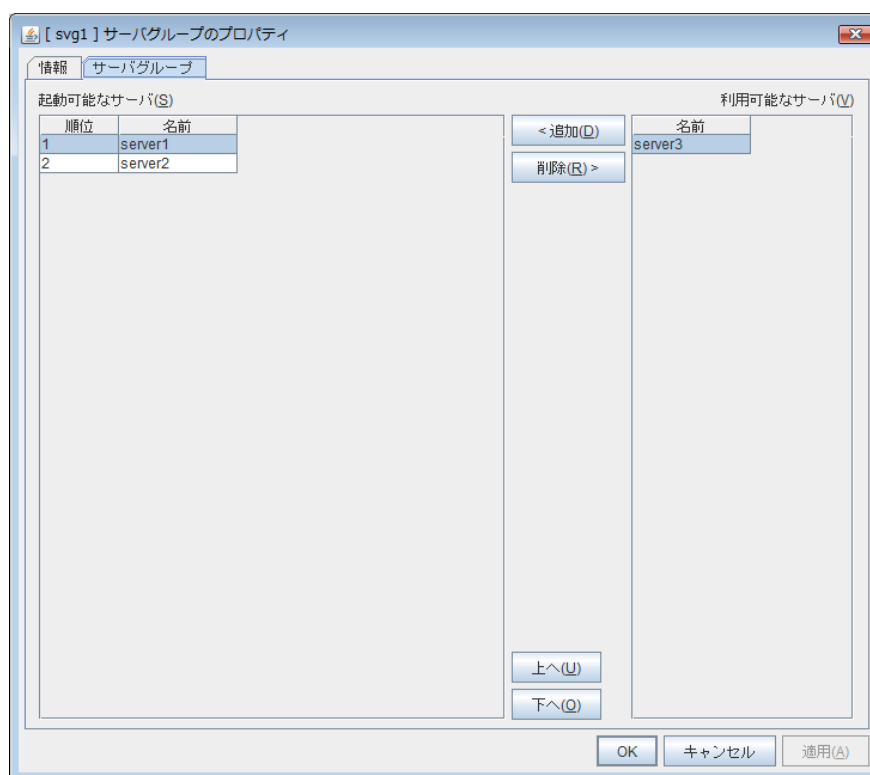 [ svg1 ] サーバグループのプロパティ
情報 サーバグループ
起動可能なサーバ(S) 利用可能なサーバ(V)
順位 名前 <追加(D) 名前
1 server1 server3
2 server2 削除(R) >
上へ(U)
下へ(O)
OK キャンセル 適用(A)